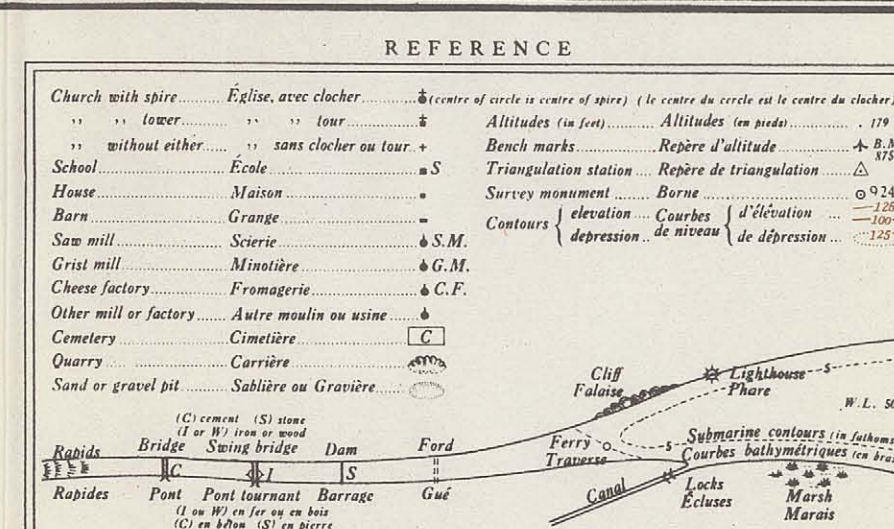 REFERENCE
Church with spire Église, avec clocher (centre of circle is centre of spire) ( le centre du cercle est le centre du clocher)
,, ,, tower ,, ,, tour
,, without either ,, sans clocher ou tour
School École S
House Maison
Barn Grange
Saw mill Scierie S.M.
Grist mill Minotière G.M.
Cheese factory Fromagerie C.F.
Other mill or factory Autre moulin ou usine
Cemetery Cimetière C
Quarry Carrière
Sand or gravel pit Sablière ou Gravière
Altitudes (in feet) Altitudes (en pieds) . 179
Bench marks Repère d'altitude B.M
875
Triangulation station Repère de triangulation
Survey monument Borne 924
Contours { elevation Courbes { d'élévation 125
100
depression de niveau de dépression 125
(C) cement (S) stone
(I or W) iron or wood
Rapids Bridge Swing bridge Dam Ford
C I S
Rapides Pont Pont tournant Barrage Gué
(I ou W) en fer ou en bois
(C) en béton (S) en pierre
Cliff
Falaise
Lighthouse
Phare
S
W.L. 50
Ferry
Traverse
S
Submarine contours (in fathoms
Courbes bathymétriques (en bras
Canal
Locks
Écluses
Marsh
Marais